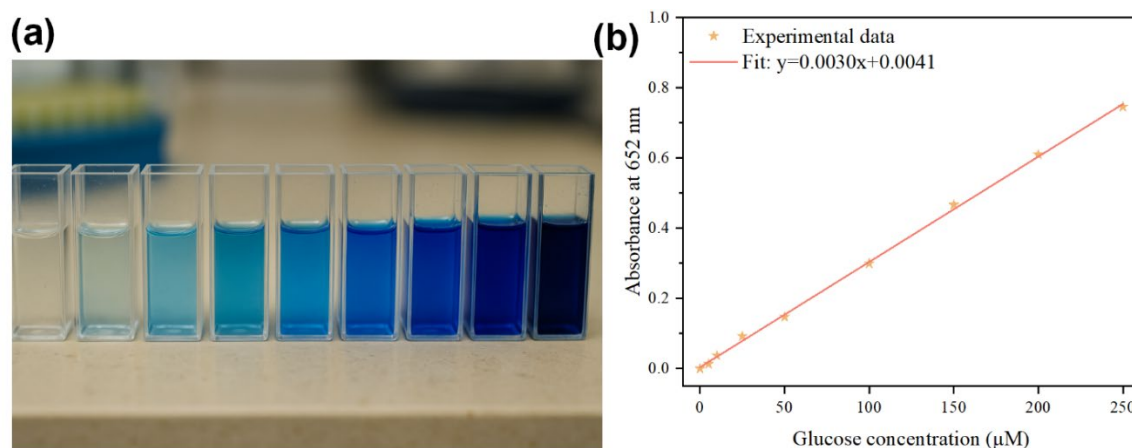 (a)
(b)
1.0
0.8
0.6
0.4
0.2
0.0
Absorbance at 652 nm
Experimental data
Fit: y=0.0030x+0.0041
0
50
100
150
200
250
Glucose concentration (µM)